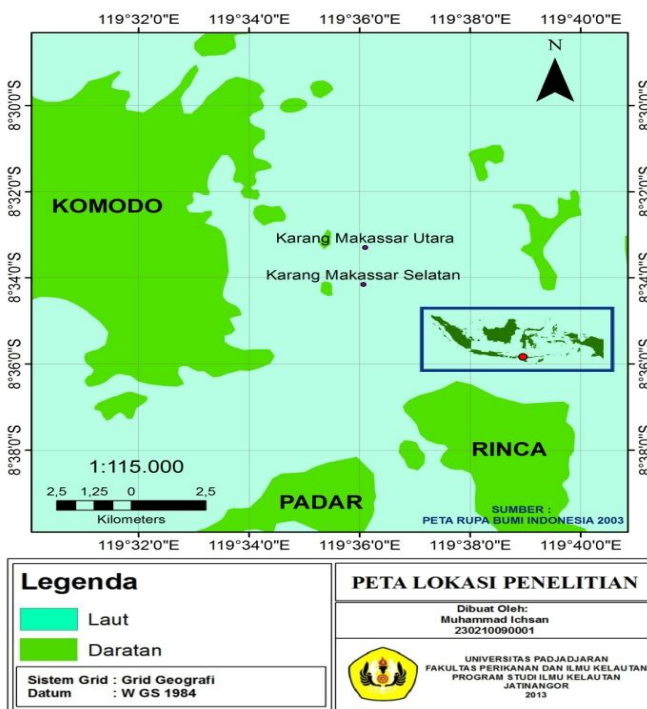 119°32'0"E 119°34'0"E 119°36'0"E 119°38'0"E 119°40'0"E
N
8°30'0"S 8°30'0"S
8°32'0"S 8°32'0"S
KOMODO
Karang Makassar Utara
8°34'0"S 8°34'0"S
Karang Makassar Selatan
8°36'0"S 8°36'0"S
8°38'0"S 8°38'0"S
RINCA
1:115.000
2,5 1,25 0 2,5
Kilometers
PADAR
SUMBER :
PETA RUPA BUMI INDONESIA 2003
119°32'0"E 119°34'0"E 119°36'0"E 119°38'0"E 119°40'0"E
Legenda
Laut
Daratan
Sistem Grid : Grid Geografi
Datum : W GS 1984
PETA LOKASI PENELITIAN
Dibuat Oleh:
Muhammad Ichsan
230210090001
UNIVERSITAS PADJADJARAN
FAKULTAS PERIKANAN DAN ILMU KELAUTAN
PROGRAM STUDI ILMU KELAUTAN
JATINANGOR
2013